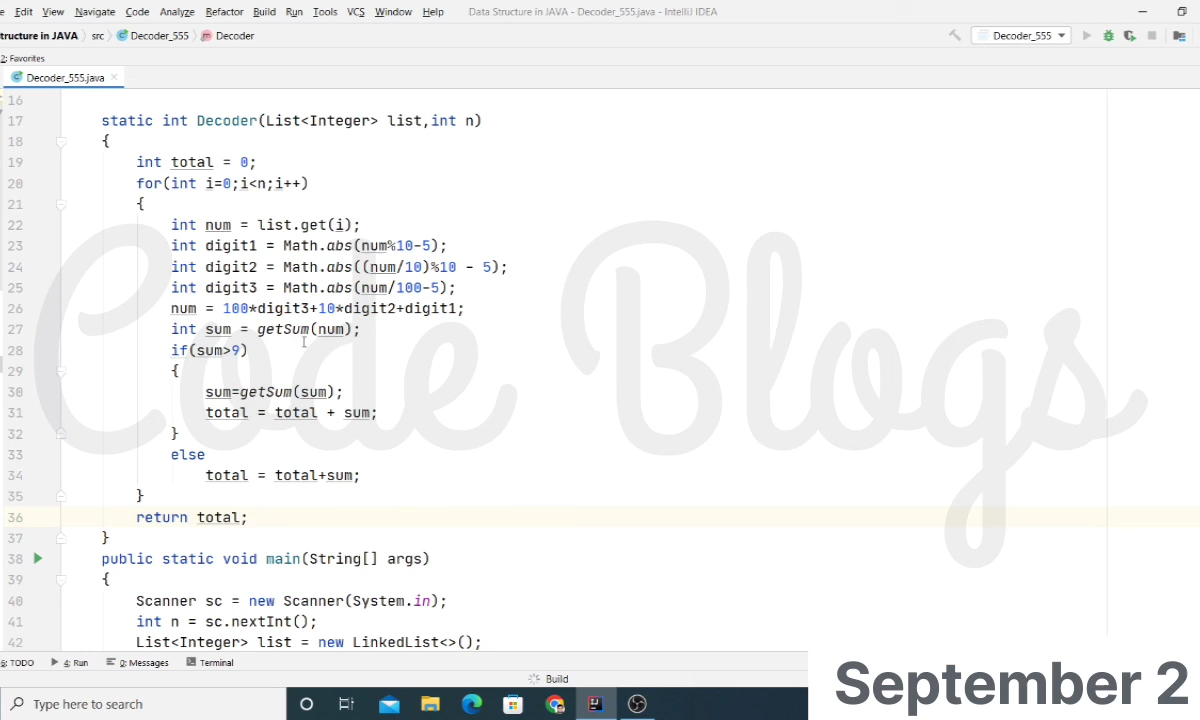 Edit View Navigate Code Analyze Refactor Build Run Tools VCS Window Help Data Structure in JAVA - Decoder_555.java - IntelliJ IDEA
tructure in JAVA src Decoder_555 Decoder Decoder_555
2: Favorites
Decoder_555.java
16
17 static int Decoder(List<Integer> list,int n)
18 {
19 int total = 0;
20 for(int i=0;i<n;i++)
21 {
22 int num = list.get(i);
23 int digit1 = Math.abs(num%10-5);
24 int digit2 = Math.abs((num/10)%10 - 5);
25 int digit3 = Math.abs(num/100-5);
26 num = 100*digit3+10*digit2+digit1;
27 int sum = getSum(num);
28 if(sum>9)
29 {
30 sum=getSum(sum);
31 total = total + sum;
32 }
33 else
34 total = total+sum;
35 }
36 return total;
37 }
38 public static void main(String[] args)
39 {
40 Scanner sc = new Scanner(System.in);
41 int n = sc.nextInt();
42 List<Integer> list = new LinkedList<>();
Code Blogs
6: TODO 4: Run 0: Messages Terminal
Build
Type here to search
September 2